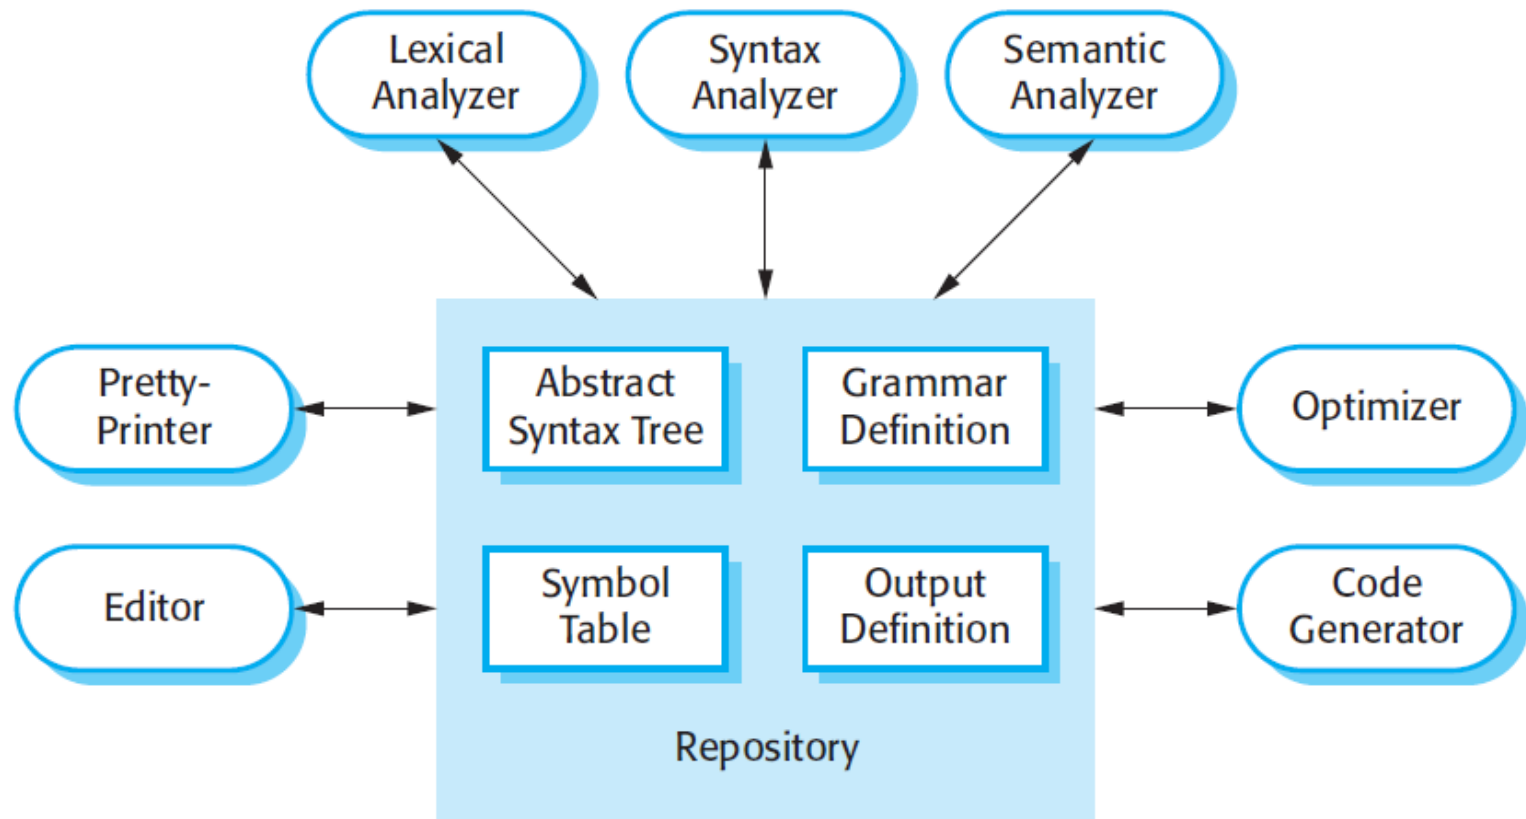 Lexical
Analyzer
Syntax
Analyzer
Semantic
Analyzer
Pretty-
Printer
Abstract
Syntax Tree
Grammar
Definition
Optimizer
Editor
Symbol
Table
Output
Definition
Code
Generator
Repository